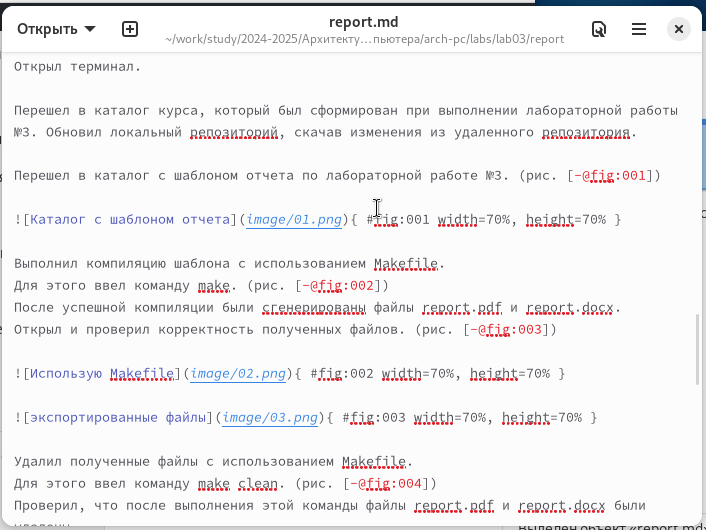 Открыть
report.md
~/work/study/2024-2025/Архитекту…пьютера/arch-pc/labs/lab03/report
Открыл терминал.
Перешел в каталог курса, который был сформирован при выполнении лабораторной работы
№3. Обновил локальный репозиторий, скачав изменения из удаленного репозитория.
Перешел в каталог с шаблоном отчета по лабораторной работе №3. (рис. [-@fig:001])
![Каталог с шаблоном отчета](image/01.png){ #fig:001 width=70%, height=70% }
Выполнил компиляцию шаблона с использованием Makefile.
Для этого ввел команду make. (рис. [-@fig:002])
После успешной компиляции были сгенерированы файлы report.pdf и report.docx.
Открыл и проверил корректность полученных файлов. (рис. [-@fig:003])
![Использую Makefile](image/02.png){ #fig:002 width=70%, height=70% }
![экспортированные файлы](image/03.png){ #fig:003 width=70%, height=70% }
Удалил полученные файлы с использованием Makefile.
Для этого ввел команду make clean. (рис. [-@fig:004])
Проверил, что после выполнения этой команды файлы report.pdf и report.docx были